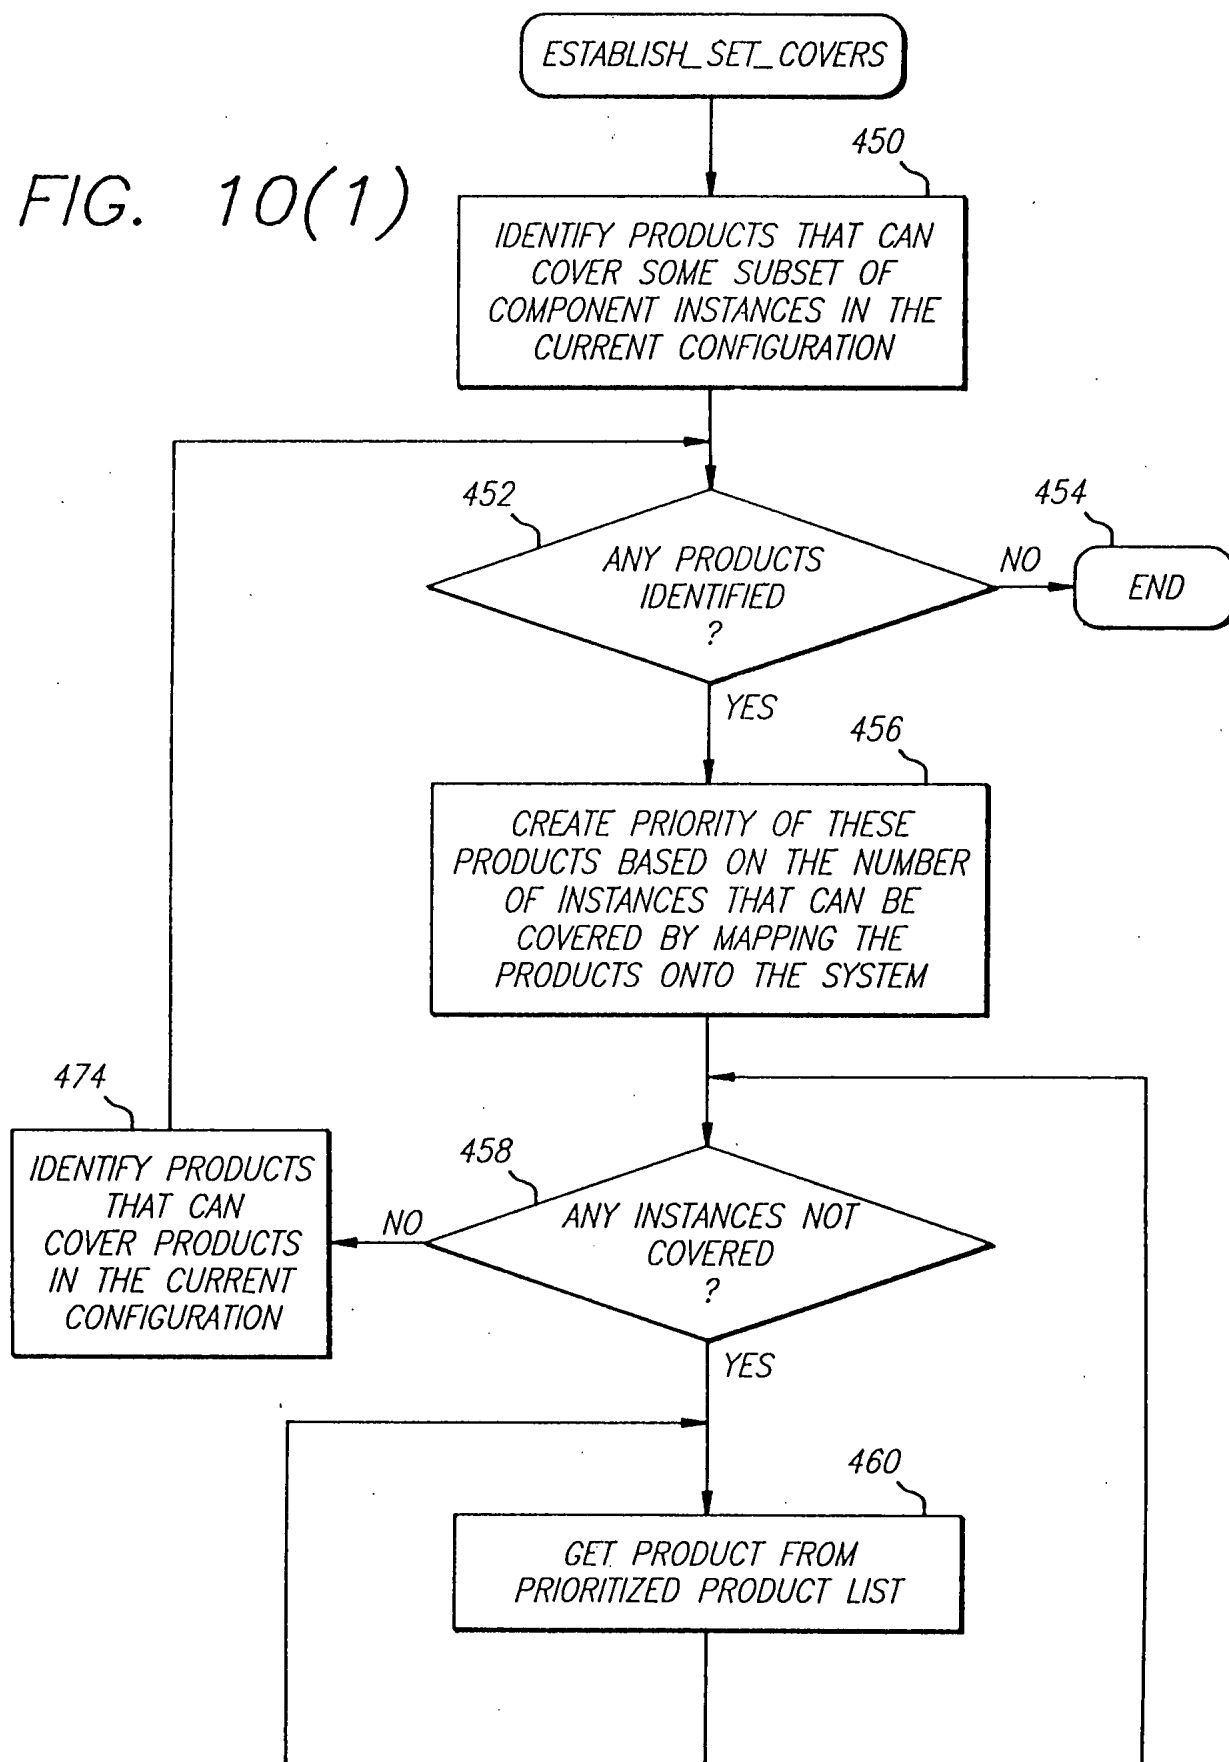 ESTABLISH_SET_COVERS
FIG. 10(1)
450
IDENTIFY PRODUCTS THAT CAN
COVER SOME SUBSET OF
COMPONENT INSTANCES IN THE
CURRENT CONFIGURATION
452
ANY PRODUCTS
IDENTIFIED
?
NO
454
END
YES
456
CREATE PRIORITY OF THESE
PRODUCTS BASED ON THE NUMBER
OF INSTANCES THAT CAN BE
COVERED BY MAPPING THE
PRODUCTS ONTO THE SYSTEM
474
IDENTIFY PRODUCTS
THAT CAN
COVER PRODUCTS
IN THE CURRENT
CONFIGURATION
NO
458
ANY INSTANCES NOT
COVERED
?
YES
460
GET PRODUCT FROM
PRIORITIZED PRODUCT LIST